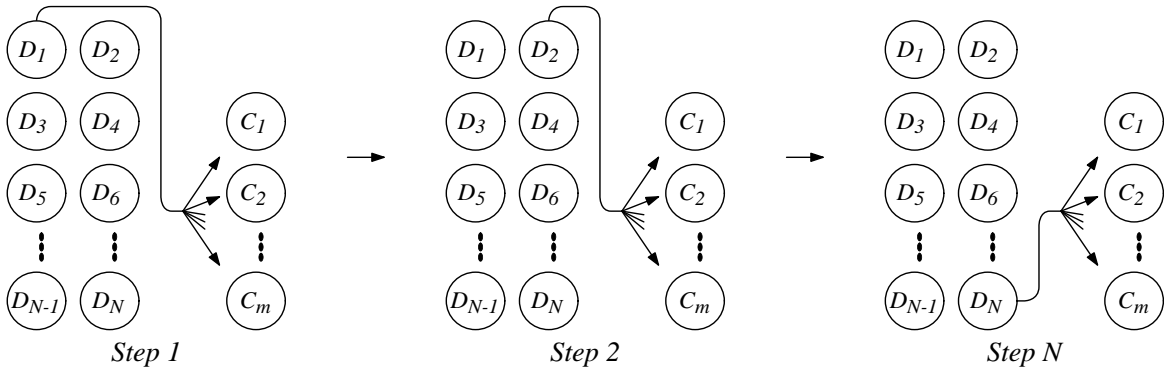 D1 D2 D1 D2 D1 D2
D3 D4 C1 D3 D4 C1 D3 D4 C1
D5 D6 C2 D5 D6 C2 D5 D6 C2
DN-1 DN Cm DN-1 DN Cm DN-1 DN Cm
Step 1 Step 2 Step N